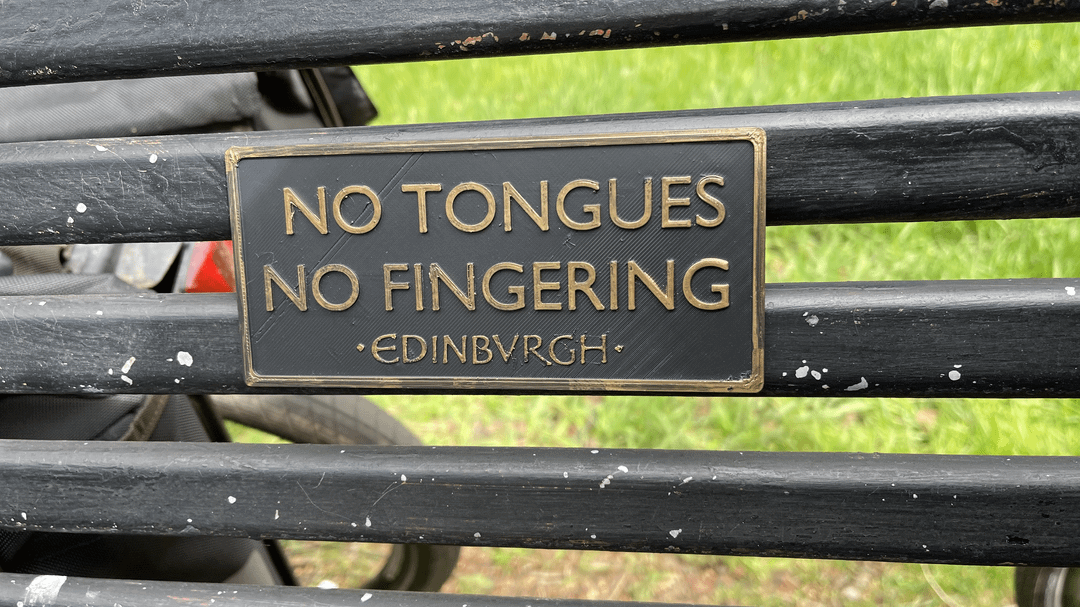 NO TONGUES
NO FINGERING
·EDINBVRGH·